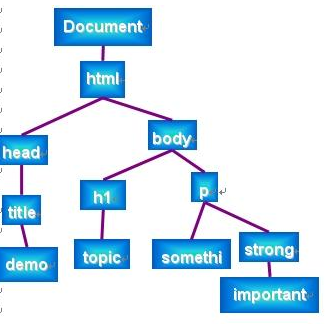 Document
html
head
body
title
h1
p
demo
topic
somethi
strong
important